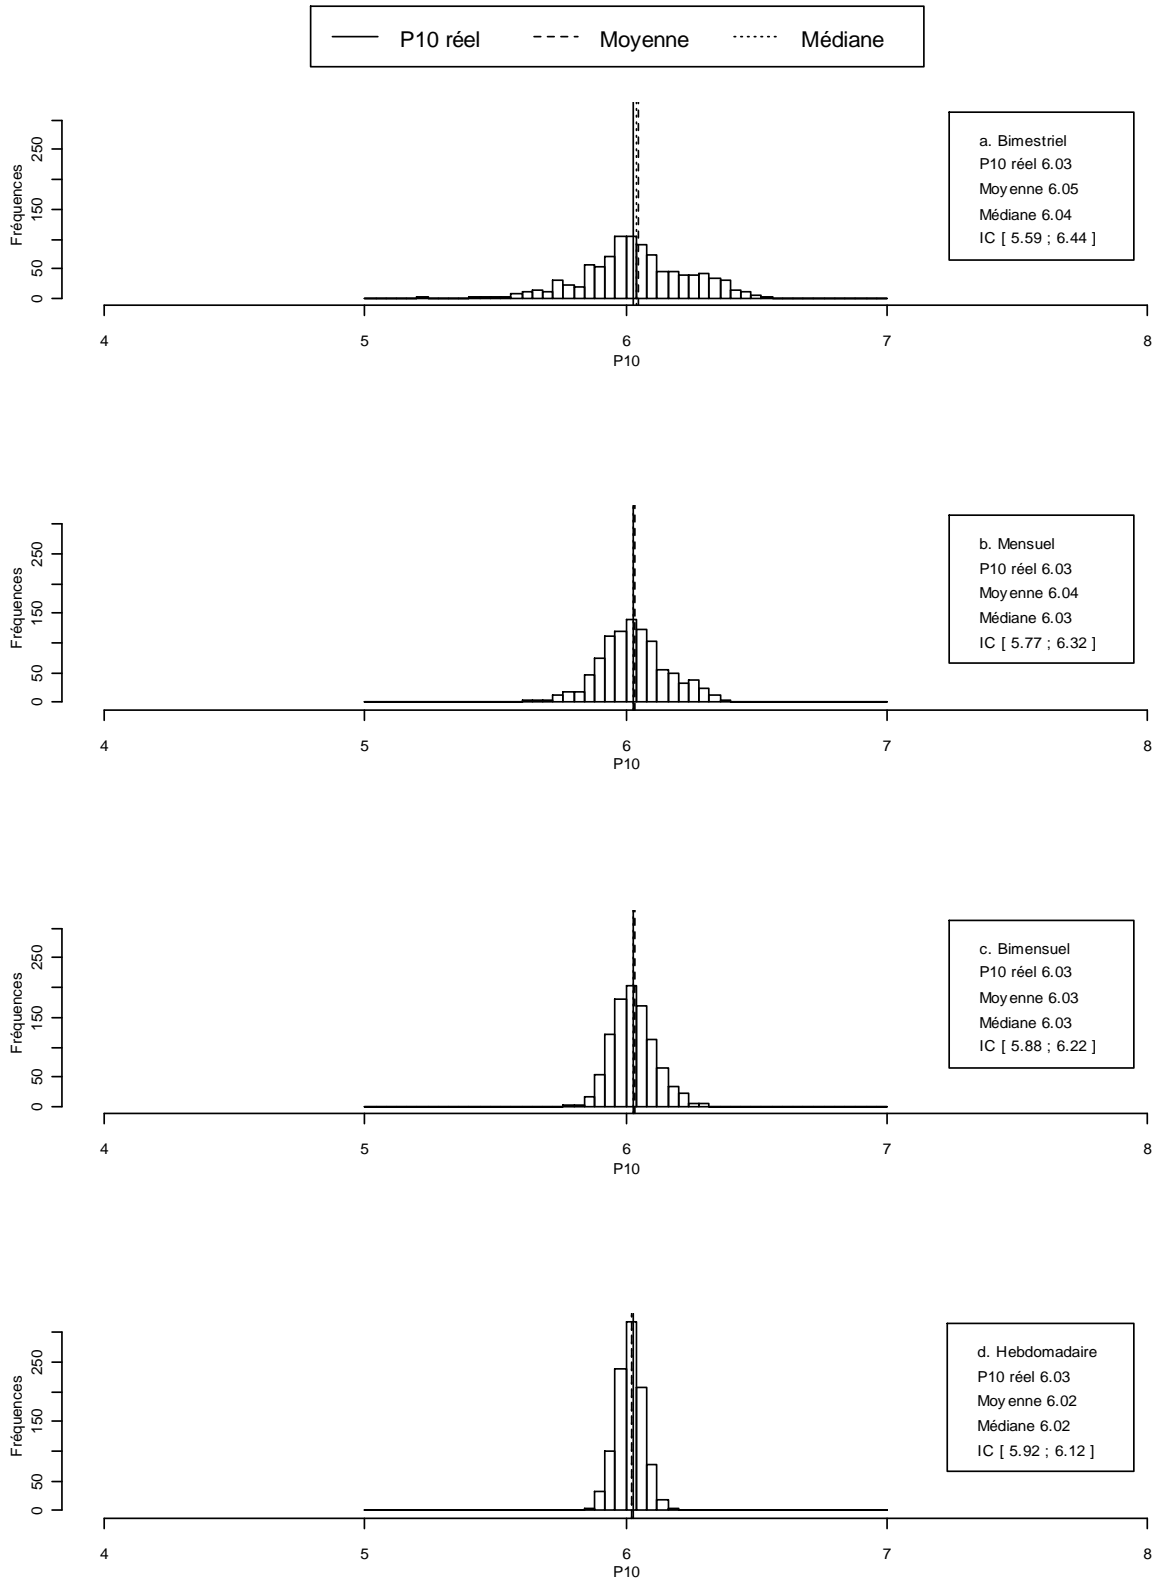 P10 réel Moyenne Médiane
Fréquences
0 50 150 250
a. Bimestriel
P10 réel 6.03
Moyenne 6.05
Médiane 6.04
IC [ 5.59 ; 6.44 ]
4 5 6 7 8
P10
Fréquences
0 50 150 250
b. Mensuel
P10 réel 6.03
Moyenne 6.04
Médiane 6.03
IC [ 5.77 ; 6.32 ]
4 5 6 7 8
P10
Fréquences
0 50 150 250
c. Bimensuel
P10 réel 6.03
Moyenne 6.03
Médiane 6.03
IC [ 5.88 ; 6.22 ]
4 5 6 7 8
P10
Fréquences
0 50 150 250
d. Hebdomadaire
P10 réel 6.03
Moyenne 6.02
Médiane 6.02
IC [ 5.92 ; 6.12 ]
4 5 6 7 8
P10